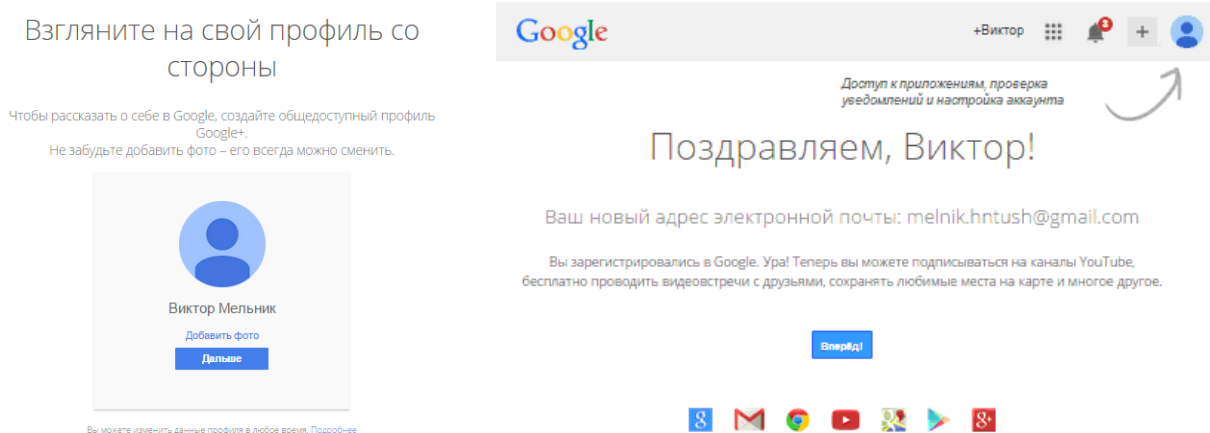 Взгляните на свой профиль со
стороны
Чтобы рассказать о себе в Google, создайте общедоступный профиль
Google+.
Не забудьте добавить фото – его всегда можно сменить.
Виктор Мельник
Добавить фото
Дальше
Вы можете изменить данные профиля в любое время. Подробнее
Google
+Виктор
3
+
Доступ к приложениям, проверка
уведомлений и настройка аккаунта
Поздравляем, Виктор!
Ваш новый адрес электронной почты: melnik.hntush@gmail.com
Вы зарегистрировались в Google. Ура! Теперь вы можете подписываться на каналы YouTube,
бесплатно проводить видеовстречи с друзьями, сохранять любимые места на карте и многое другое.
Вперёд!